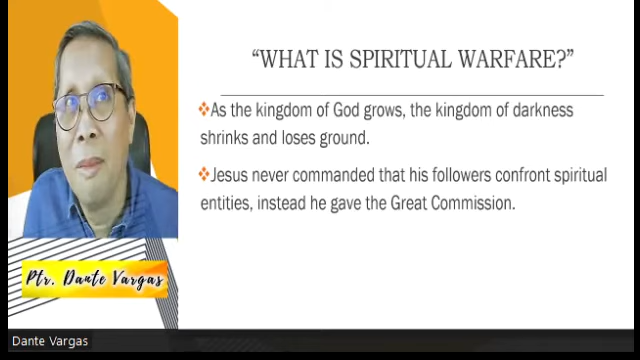 “WHAT IS SPIRITUAL WARFARE?”
❖As the kingdom of God grows, the kingdom of darkness
shrinks and loses ground.
❖Jesus never commanded that his followers confront spiritual
entities, instead he gave the Great Commission.
Ptr. Dante Vargas
Dante Vargas